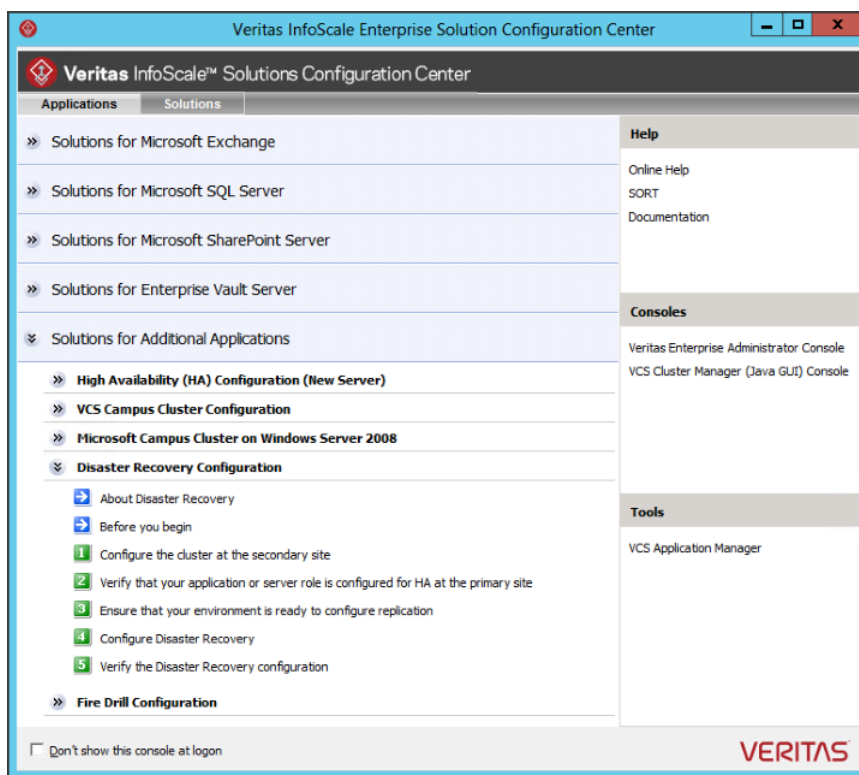 Veritas InfoScale Enterprise Solution Configuration Center
Veritas InfoScale™ Solutions Configuration Center
Applications
Solutions
Solutions for Microsoft Exchange
Solutions for Microsoft SQL Server
Solutions for Microsoft SharePoint Server
Solutions for Enterprise Vault Server
Solutions for Additional Applications
High Availability (HA) Configuration (New Server)
VCS Campus Cluster Configuration
Microsoft Campus Cluster on Windows Server 2008
Disaster Recovery Configuration
About Disaster Recovery
Before you begin
1 Configure the cluster at the secondary site
2 Verify that your application or server role is configured for HA at the primary site
3 Ensure that your environment is ready to configure replication
4 Configure Disaster Recovery
5 Verify the Disaster Recovery configuration
Fire Drill Configuration
Help
Online Help
SORT
Documentation
Consoles
Veritas Enterprise Administrator Console
VCS Cluster Manager (Java GUI) Console
Tools
VCS Application Manager
Don't show this console at logon
VERITAS